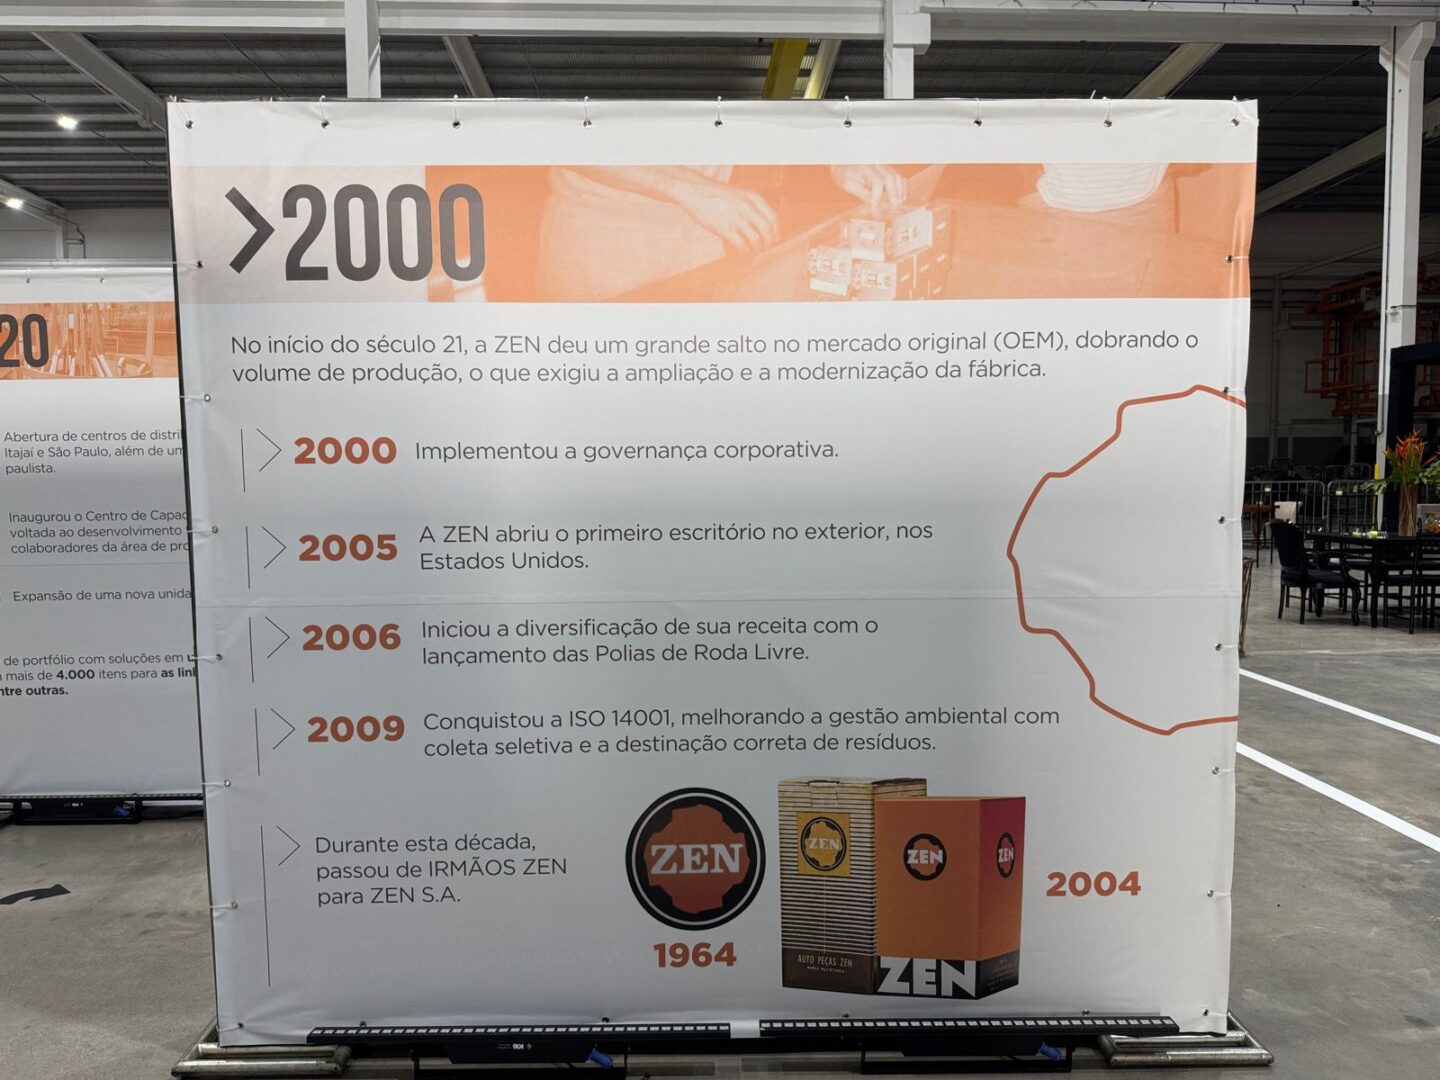 >2000
No início do século 21, a ZEN deu um grande salto no mercado original (OEM), dobrando o
volume de produção, o que exigiu a ampliação e a modernização da fábrica.
2000 Implementou a governança corporativa.
2005 A ZEN abriu o primeiro escritório no exterior, nos
Estados Unidos.
2006 Iniciou a diversificação de sua receita com o
lançamento das Polias de Roda Livre.
2009 Conquistou a ISO 14001, melhorando a gestão ambiental com
coleta seletiva e a destinação correta de resíduos.
Durante esta década,
passou de IRMÃOS ZEN
para ZEN S.A.
ZEN
1964
ZEN
AUTO PEÇAS ZEN
ZEN
ZEN
ZEN
2004
20
Abertura de centros de distri
Itajaí e São Paulo, além de um
paulista.
Inaugurou o Centro de Capac
voltada ao desenvolvimento
colaboradores da área de pro
Expansão de uma nova unida
de portfólio com soluções em
mais de 4.000 itens para as lin
ntre outras.